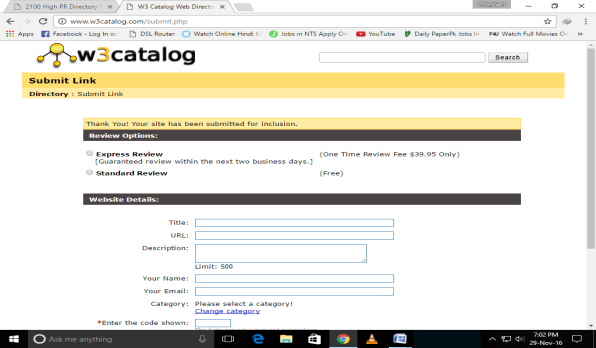 2100 High PR Directory
W3 Catalog Web Direct
www.w3catalog.com/submit.php
Apps Facebook - Log In or DSL Router Watch Online Hindi Jobs in NTS Apply On YouTube Daily PaperPk Jobs In Watch Full Movies On
w3catalog
Search
Submit Link
Directory : Submit Link
Thank You! Your site has been submitted for inclusion.
Review Options:
Express Review (One Time Review Fee $39.95 Only)
[Guaranteed review within the next two business days.]
Standard Review (Free)
Website Details:
Title:
URL:
Description:
Limit: 500
Your Name:
Your Email:
Category: Please select a category!
Change category
*Enter the code shown:
Ask me anything
7:02 PM
29-Nov-16